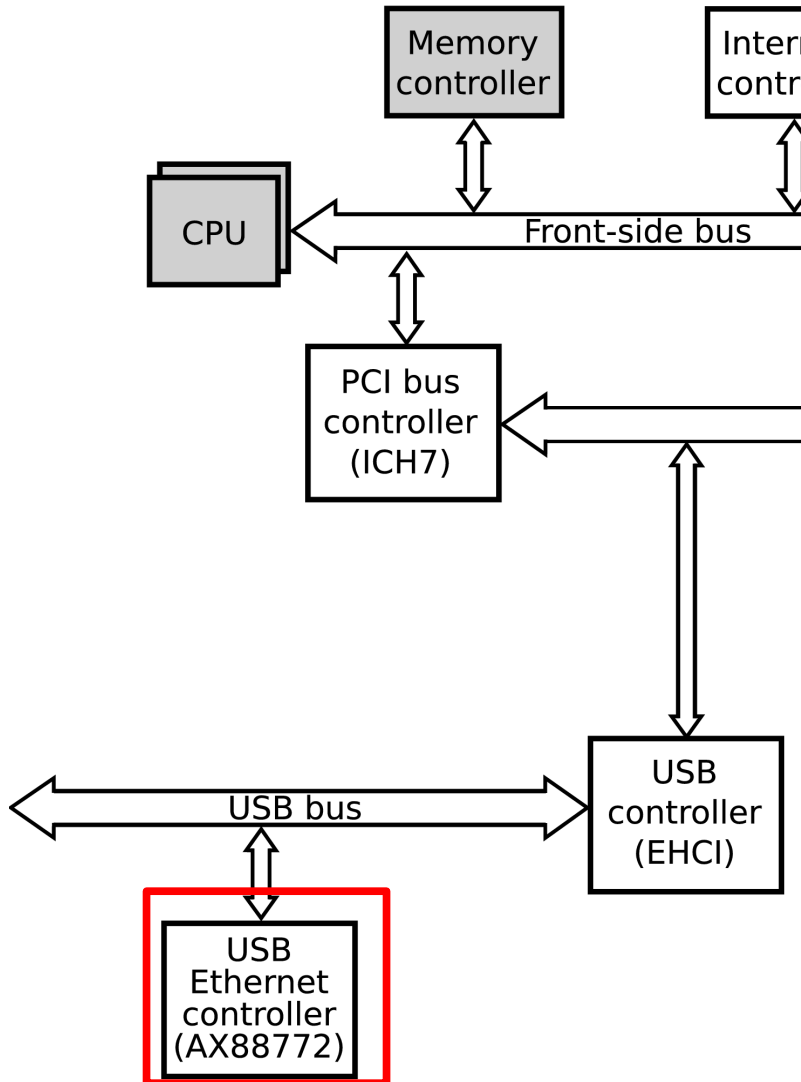 Memory
controller
CPU
Front-side bus
PCI bus
controller
(ICH7)
USB
controller
(EHCI)
USB bus
USB
Ethernet
controller
(AX88772)